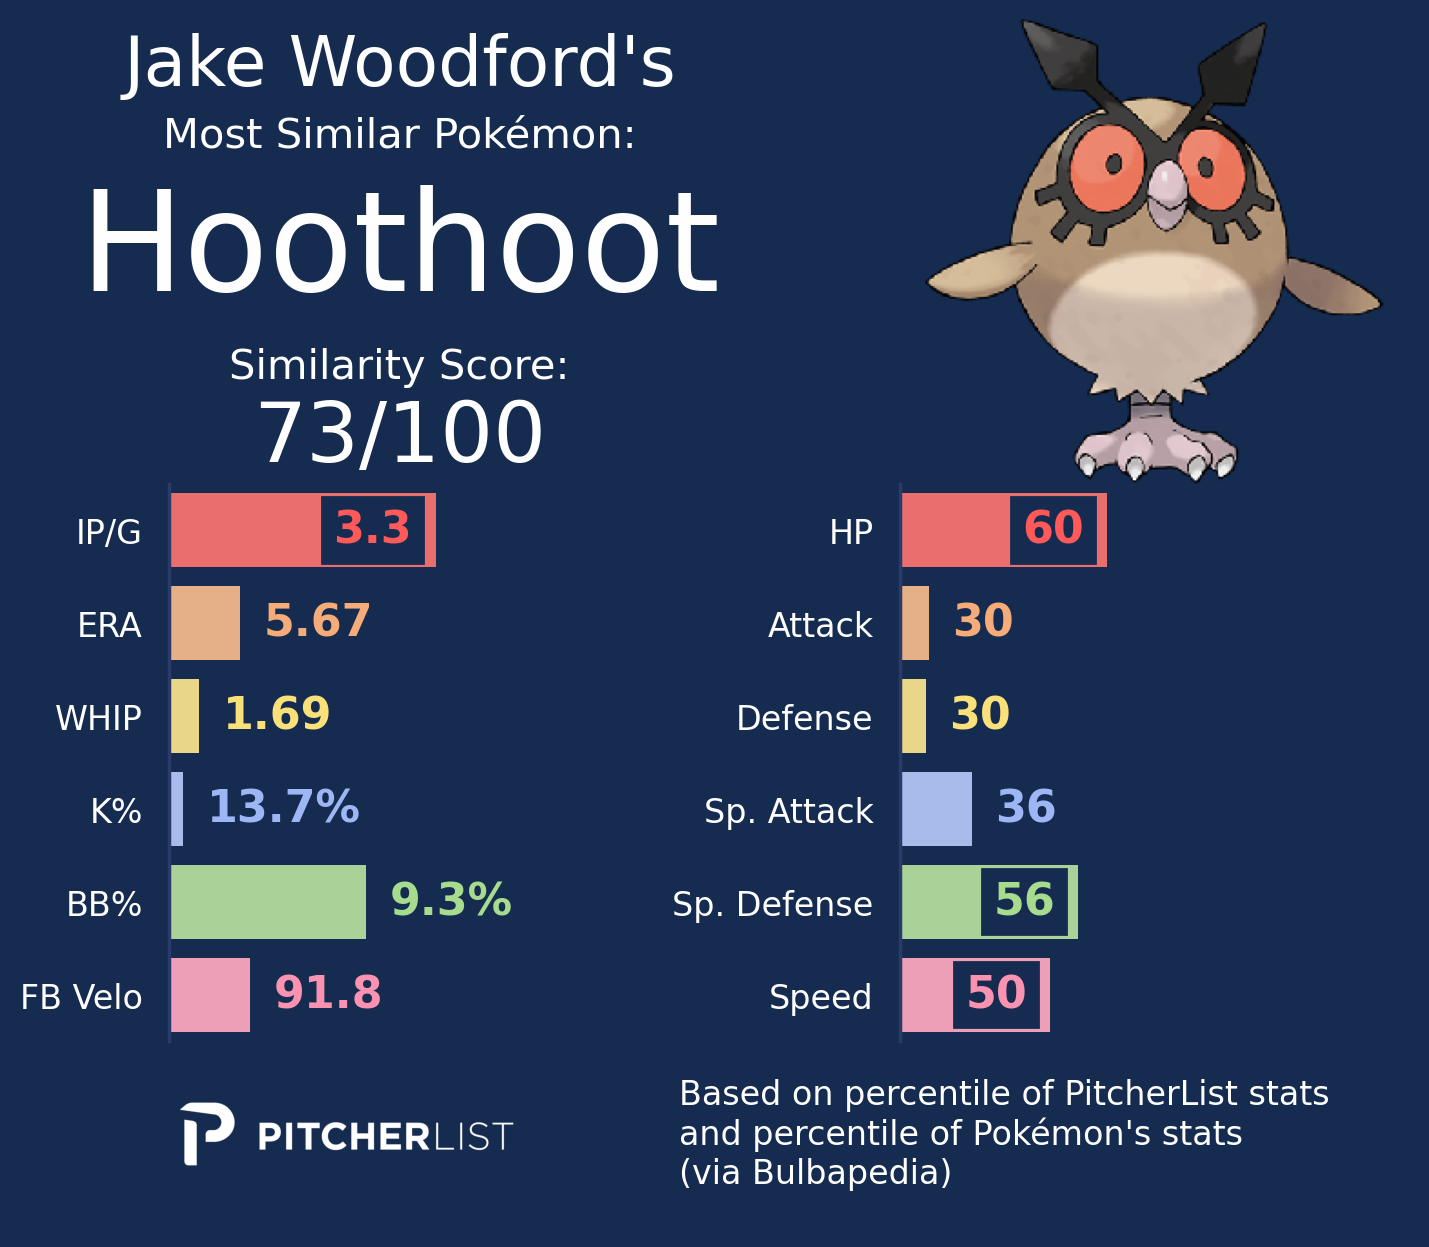 Jake Woodford's
Most Similar Pokémon:
Hoothoot
Similarity Score:
73/100
IP/G 3.3
ERA 5.67
WHIP 1.69
K% 13.7%
BB% 9.3%
FB Velo 91.8
HP 60
Attack 30
Defense 30
Sp. Attack 36
Sp. Defense 56
Speed 50
PITCHERLIST
Based on percentile of PitcherList stats
and percentile of Pokémon's stats
(via Bulbapedia)